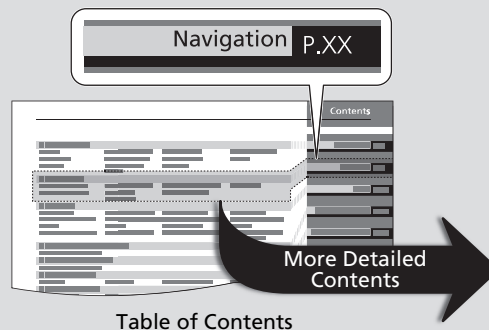 Navigation P.XX
Contents
More Detailed
Contents
Table of Contents